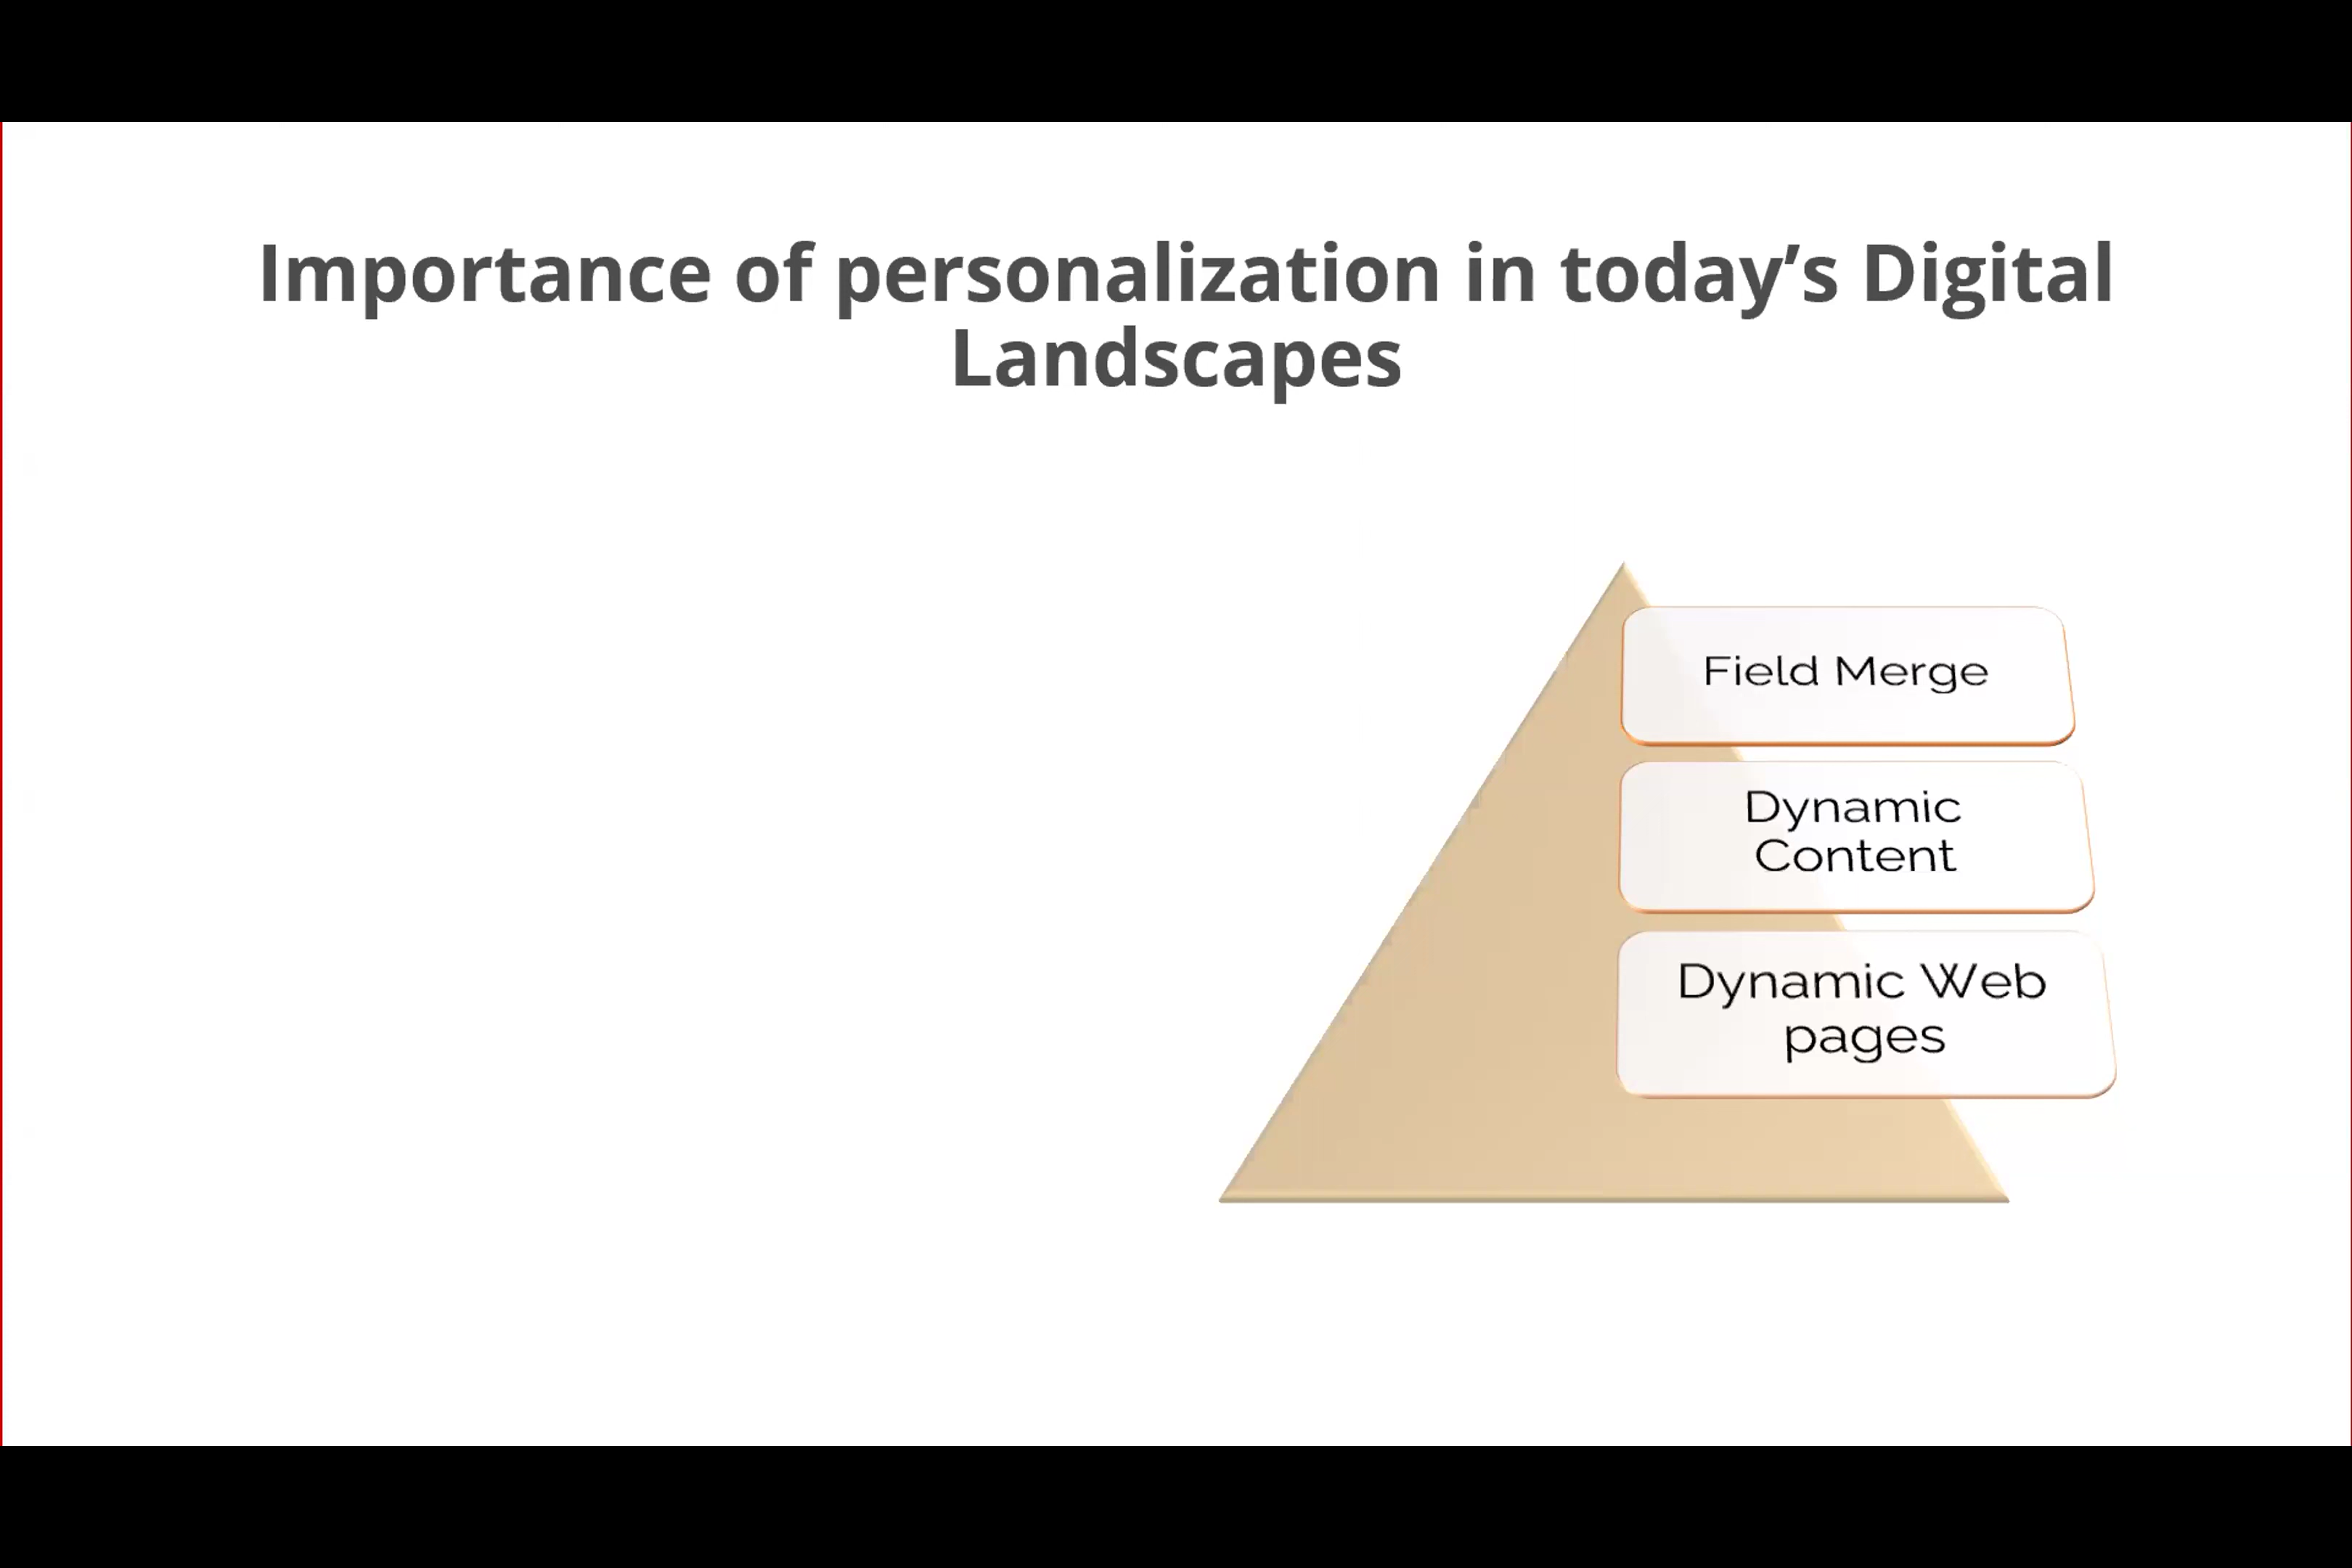 Importance of personalization in today’s Digital
Landscapes
Field Merge
Dynamic
Content
Dynamic Web
pages